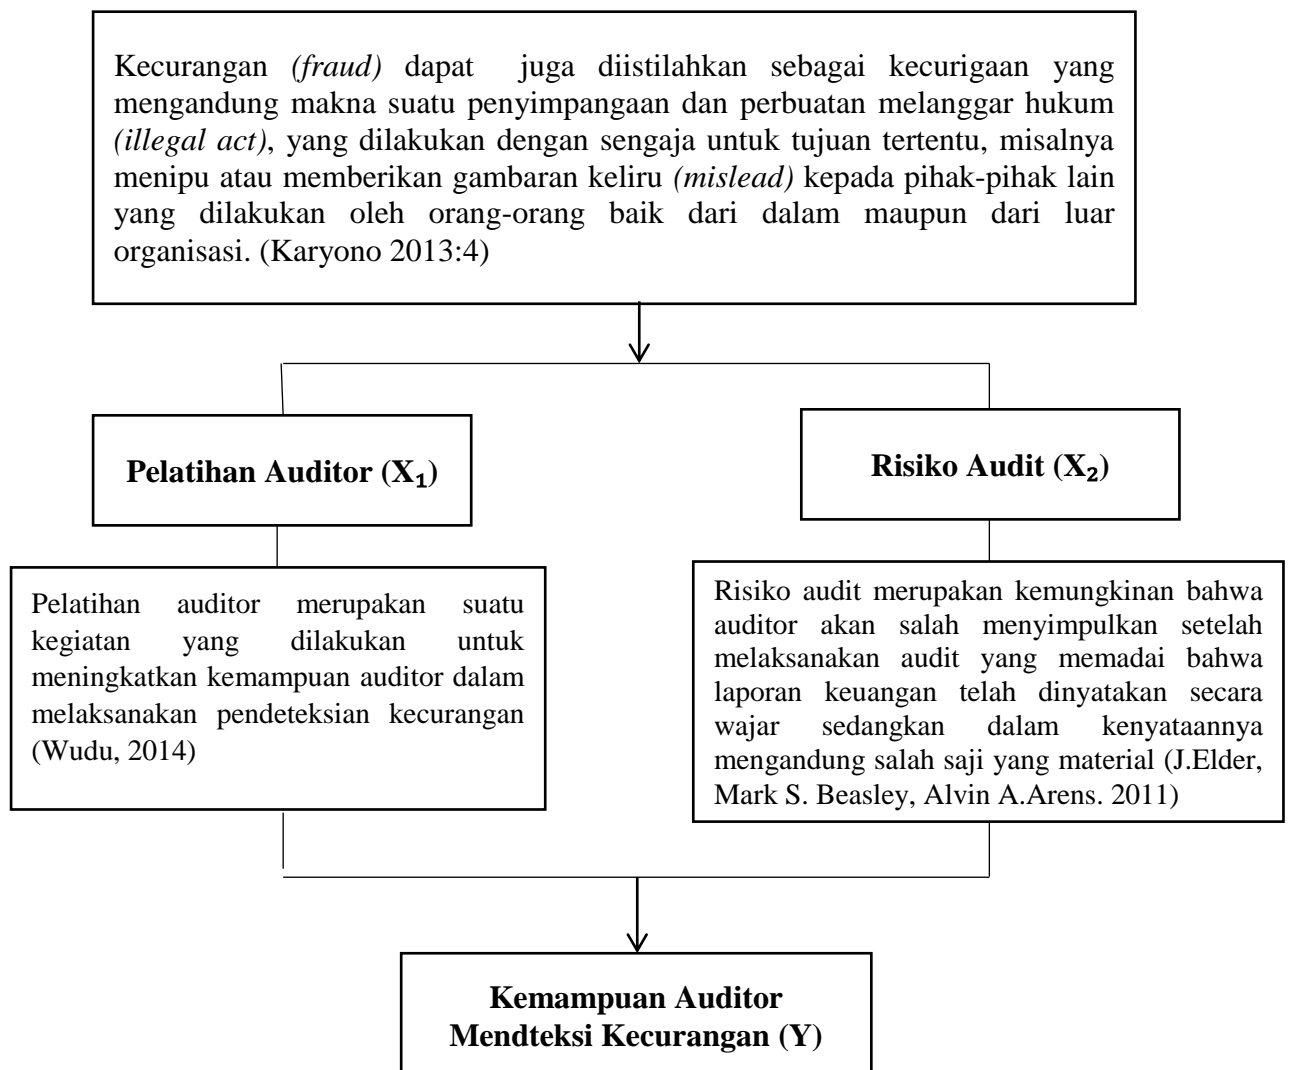 Kecurangan (fraud) dapat juga diistilahkan sebagai kecurigaan yang
mengandung makna suatu penyimpangaan dan perbuatan melanggar hukum
(illegal act), yang dilakukan dengan sengaja untuk tujuan tertentu, misalnya
menipu atau memberikan gambaran keliru (mislead) kepada pihak-pihak lain
yang dilakukan oleh orang-orang baik dari dalam maupun dari luar
organisasi. (Karyono 2013:4)
Pelatihan Auditor (X₁)
Risiko Audit (X₂)
Pelatihan auditor merupakan suatu
kegiatan yang dilakukan untuk
meningkatkan kemampuan auditor dalam
melaksanakan pendeteksian kecurangan
(Wudu, 2014)
Risiko audit merupakan kemungkinan bahwa
auditor akan salah menyimpulkan setelah
melaksanakan audit yang memadai bahwa
laporan keuangan telah dinyatakan secara
wajar sedangkan dalam kenyataannya
mengandung salah saji yang material (J.Elder,
Mark S. Beasley, Alvin A.Arens. 2011)
Kemampuan Auditor
Mendteksi Kecurangan (Y)